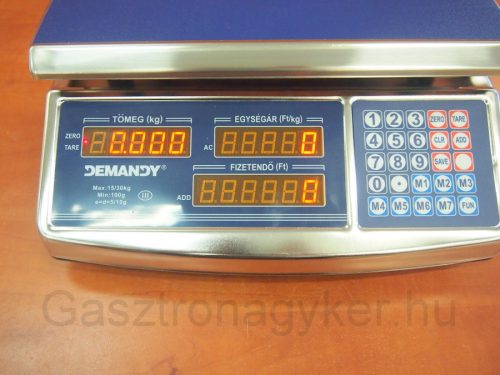 TÖMEG (kg)
EGYSÉGÁR (Ft/kg)
ZERO
TARE
0.000
AC
0
DEMANDY®
FIZETENDŐ (Ft)
Max:15/30kg
Min:100g
e=d=5/10g
III
ADD
0
1 2 3 ZERO TARE
4 5 6 CLR ADD
7 8 9 SAVE
0 M1 M2 M3
M4 M5 M6 M7 FUN
Gasztronagyker.hu